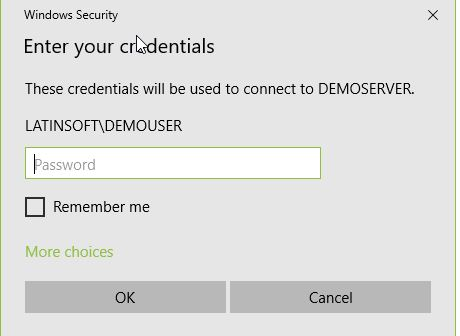 Windows Security
Enter your credentials
These credentials will be used to connect to DEMOSERVER.
LATINSOFT\DEMOUSER
Password
Remember me
More choices
OK
Cancel